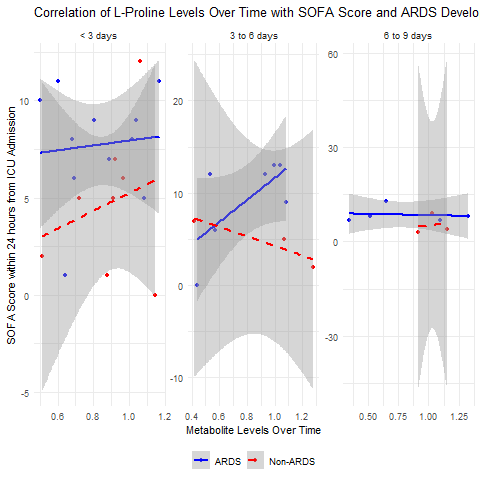 Correlation of L-Proline Levels Over Time with SOFA Score and ARDS Develo
< 3 days
3 to 6 days
6 to 9 days
SOFA Score within 24 hours from ICU Admission
10
5
0
-5
20
10
0
-10
60
30
0
-30
0.6 0.8 1.0 1.2
0.4 0.6 0.8 1.0 1.2
0.50 0.75 1.00 1.25
Metabolite Levels Over Time
ARDS Non-ARDS